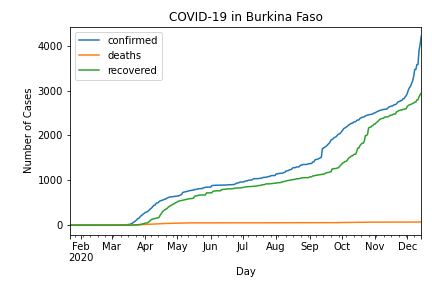 COVID-19 in Burkina Faso
confirmed
deaths
recovered
Number of Cases
4000
3000
2000
1000
0
Feb Mar Apr May Jun Jul Aug Sep Oct Nov Dec
2020
Day